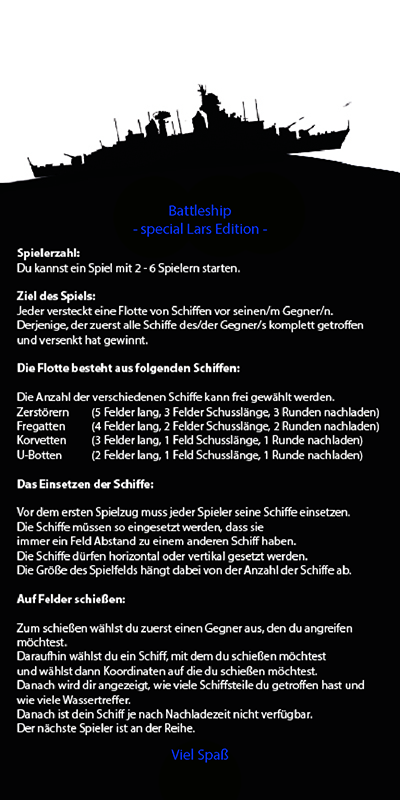 Battleship
- special Lars Edition -
Spielerzahl:
Du kannst ein Spiel mit 2 - 6 Spielern starten.
Ziel des Spiels:
Jeder versteckt eine Flotte von Schiffen vor seinen/m Gegner/n.
Derjenige, der zuerst alle Schiffe des/der Gegner/s komplett getroffen
und versenkt hat gewinnt.
Die Flotte besteht aus folgenden Schiffen:
Die Anzahl der verschiedenen Schiffe kann frei gewählt werden.
Zerstörern (5 Felder lang, 3 Felder Schusslänge, 3 Runden nachladen)
Fregatten (4 Felder lang, 2 Felder Schusslänge, 2 Runden nachladen)
Korvetten (3 Felder lang, 1 Feld Schusslänge, 1 Runde nachladen)
U-Botten (2 Felder lang, 1 Feld Schusslänge, 1 Runde nachladen)
Das Einsetzen der Schiffe:
Vor dem ersten Spielzug muss jeder Spieler seine Schiffe einsetzen.
Die Schiffe müssen so eingesetzt werden, dass sie
immer ein Feld Abstand zu einem anderen Schiff haben.
Die Schiffe dürfen horizontal oder vertikal gesetzt werden.
Die Größe des Spielfelds hängt dabei von der Anzahl der Schiffe ab.
Auf Felder schießen:
Zum schießen wählst du zuerst einen Gegner aus, den du angreifen
möchtest.
Daraufhin wählst du ein Schiff, mit dem du schießen möchtest
und wählst dann Koordinaten auf die du schießen möchtest.
Danach wird dir angezeigt, wie viele Schiffsteile du getroffen hast und
wie viele Wassertreffer.
Danach ist dein Schiff je nach Nachladezeit nicht verfügbar.
Der nächste Spieler ist an der Reihe.
Viel Spaß